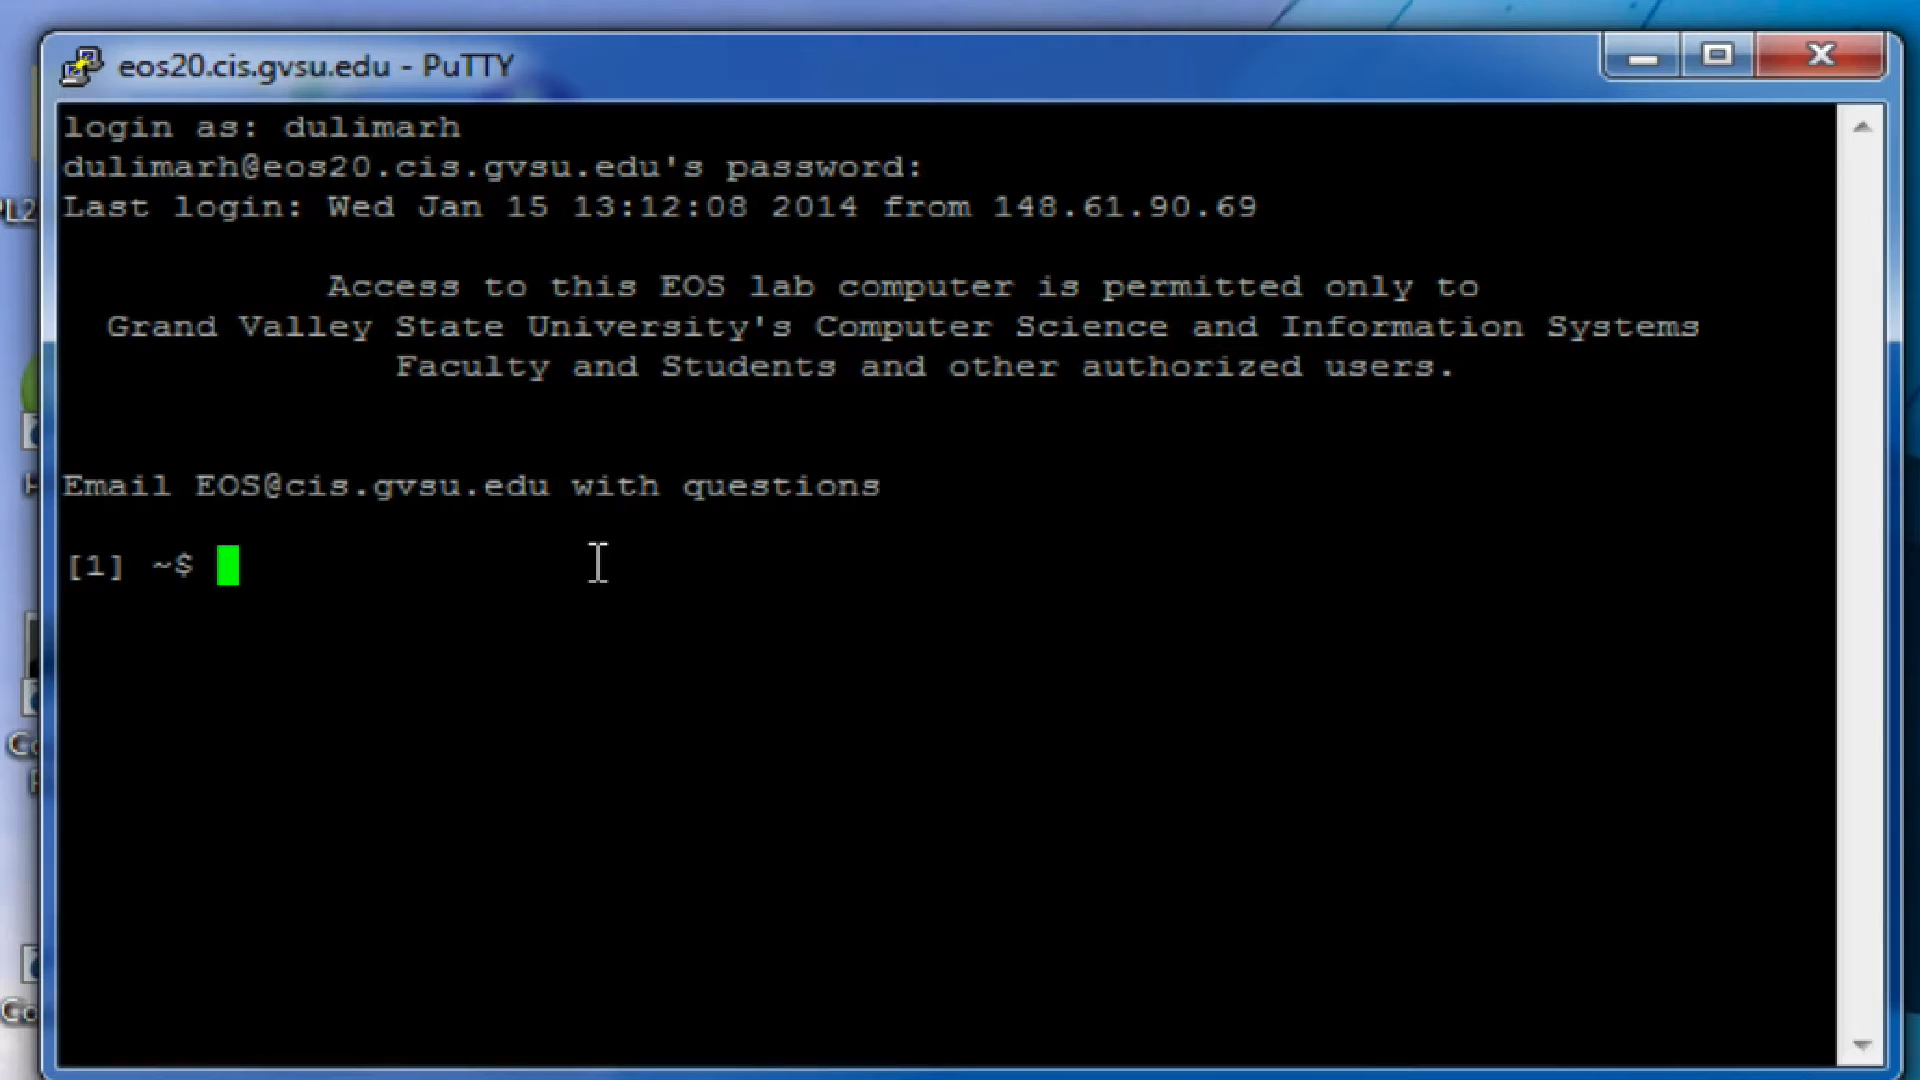 eos20.cis.gvsu.edu - PuTTY
login as: dulimarh
dulimarh@eos20.cis.gvsu.edu's password:
Last login: Wed Jan 15 13:12:08 2014 from 148.61.90.69
Access to this EOS lab computer is permitted only to
Grand Valley State University's Computer Science and Information Systems
Faculty and Students and other authorized users.
Email EOS@cis.gvsu.edu with questions
[1] ~$